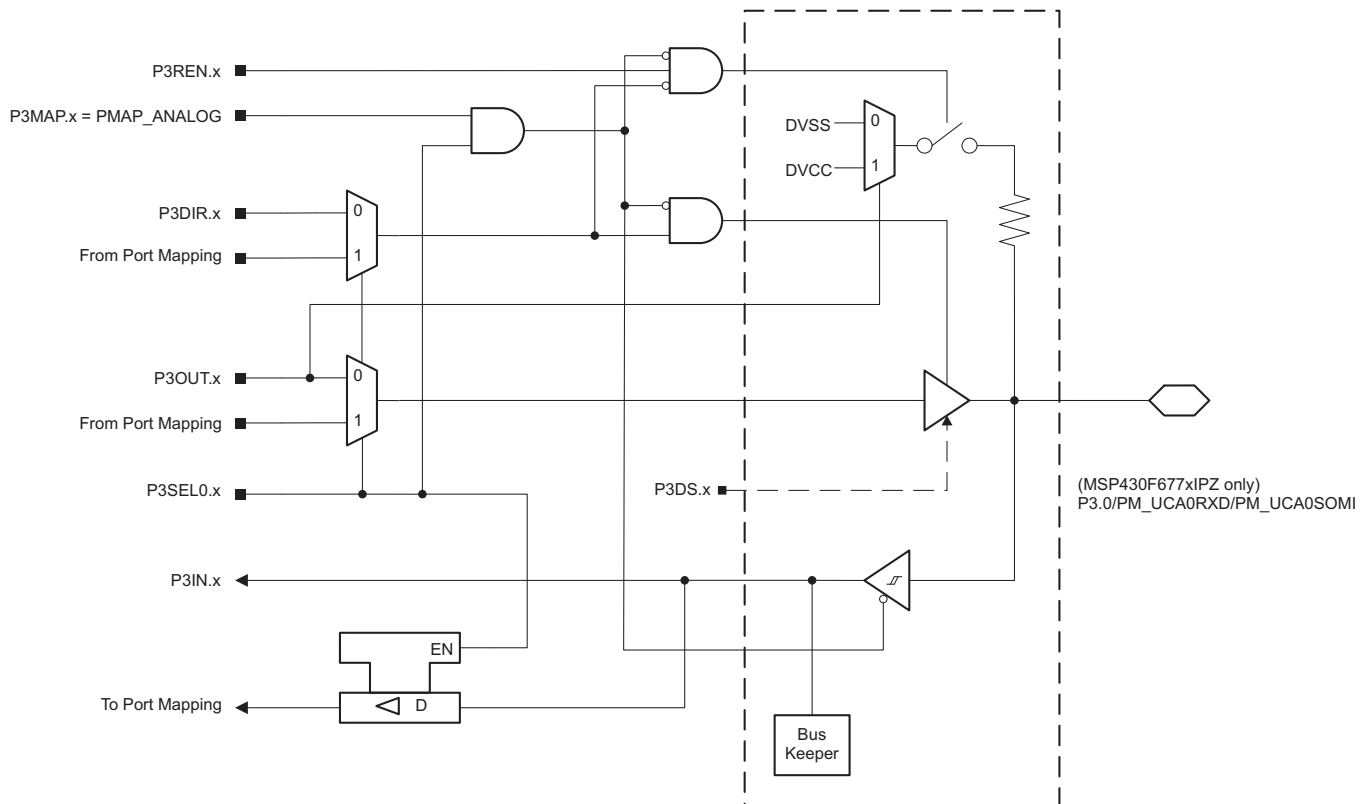 P3REN.x
P3MAP.x = PMAP_ANALOG
DVSS
0
DVCC
1
P3DIR.x
0
From Port Mapping
1
P3OUT.x
0
From Port Mapping
1
P3SEL0.x
P3DS.x
(MSP430F677xIPZ only)
P3.0/PM_UCA0RXD/PM_UCA0SOMI
P3IN.x
EN
To Port Mapping
D
Bus
Keeper